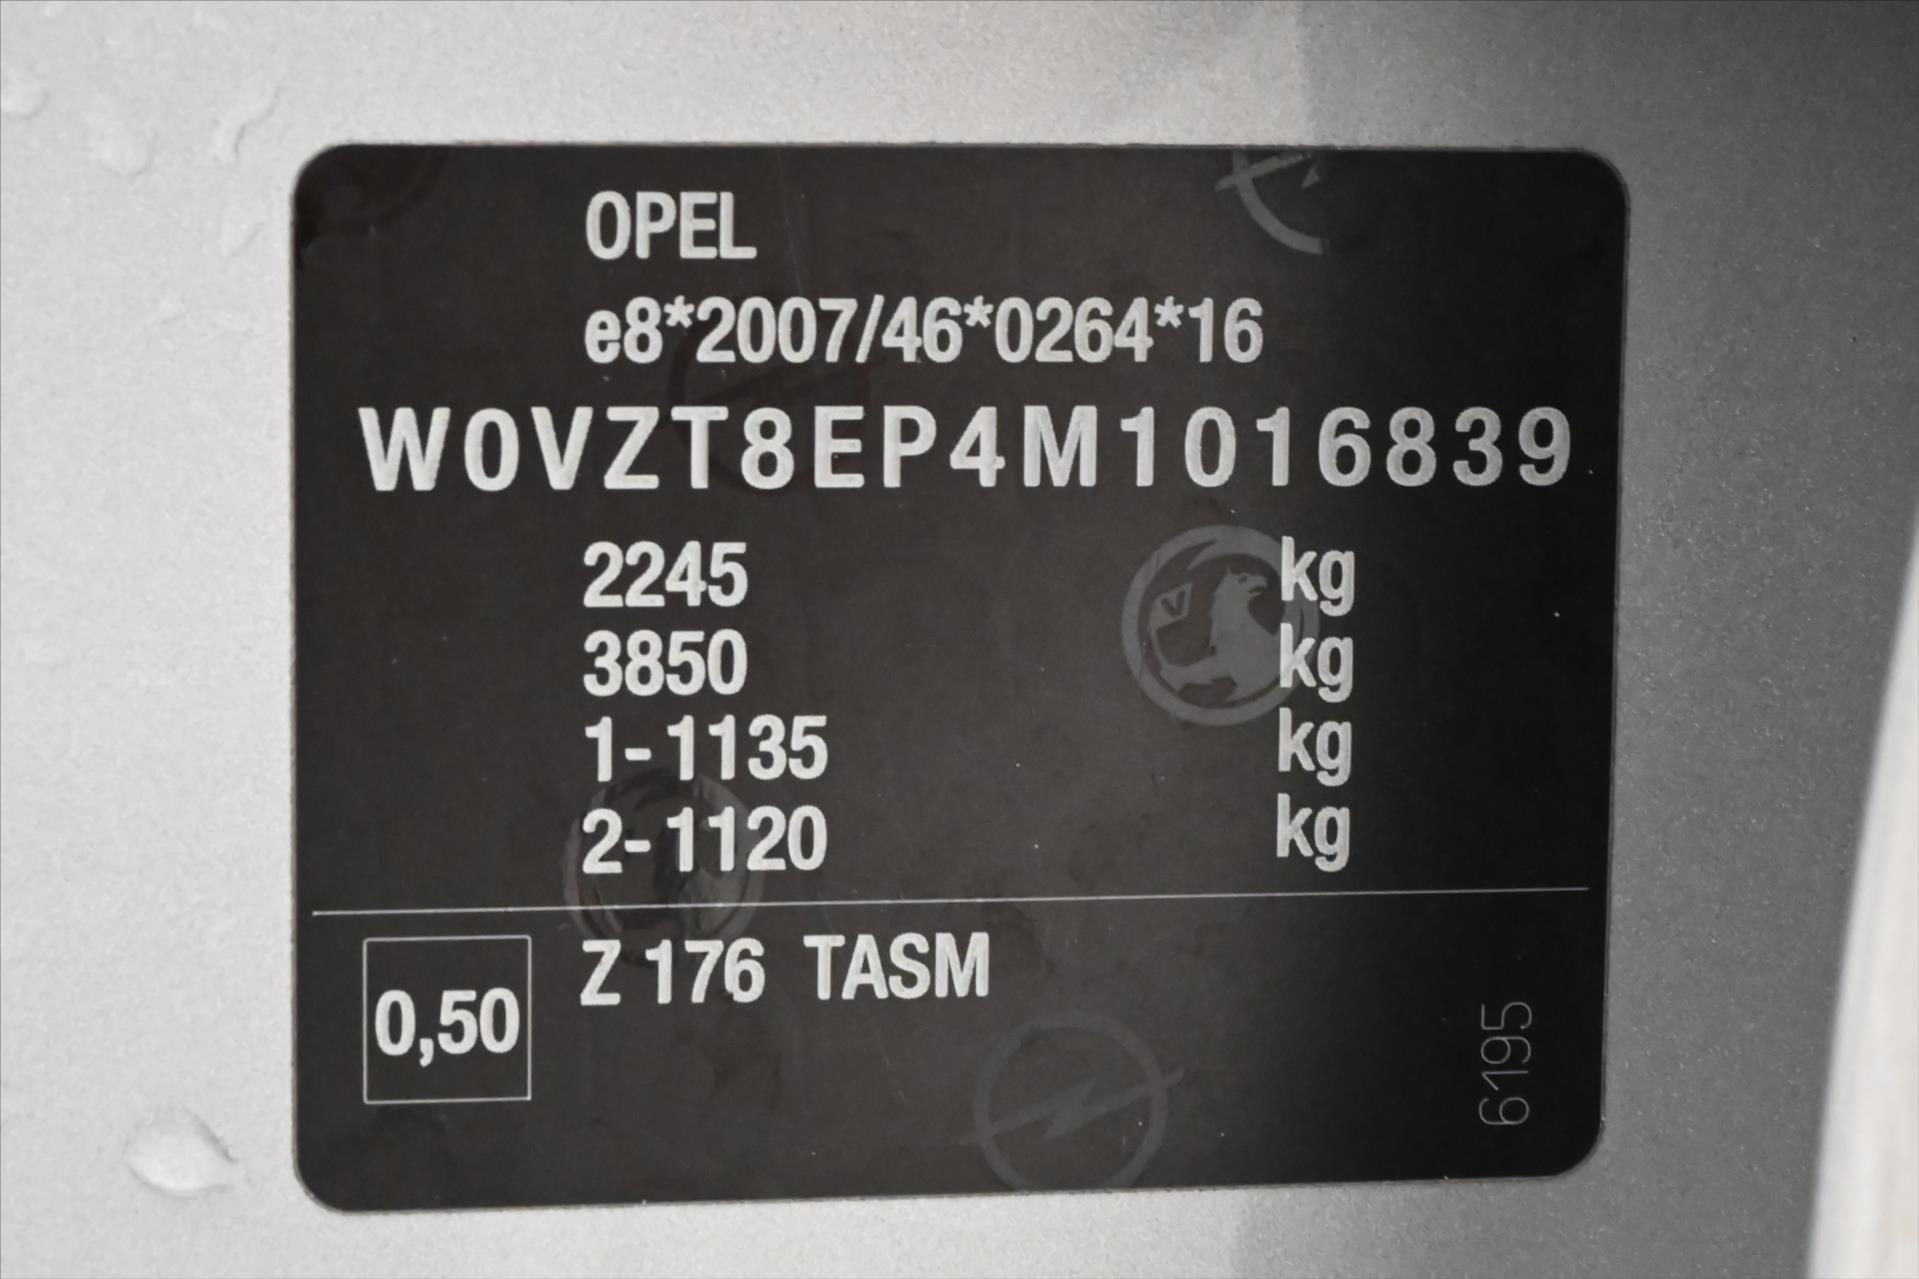 OPEL
e8*2007/46*0264*16
W0VZT8EP4M1016839
2245 kg
3850 kg
1-1135 kg
2-1120 kg
0,50 Z 176 TASM
6195
V